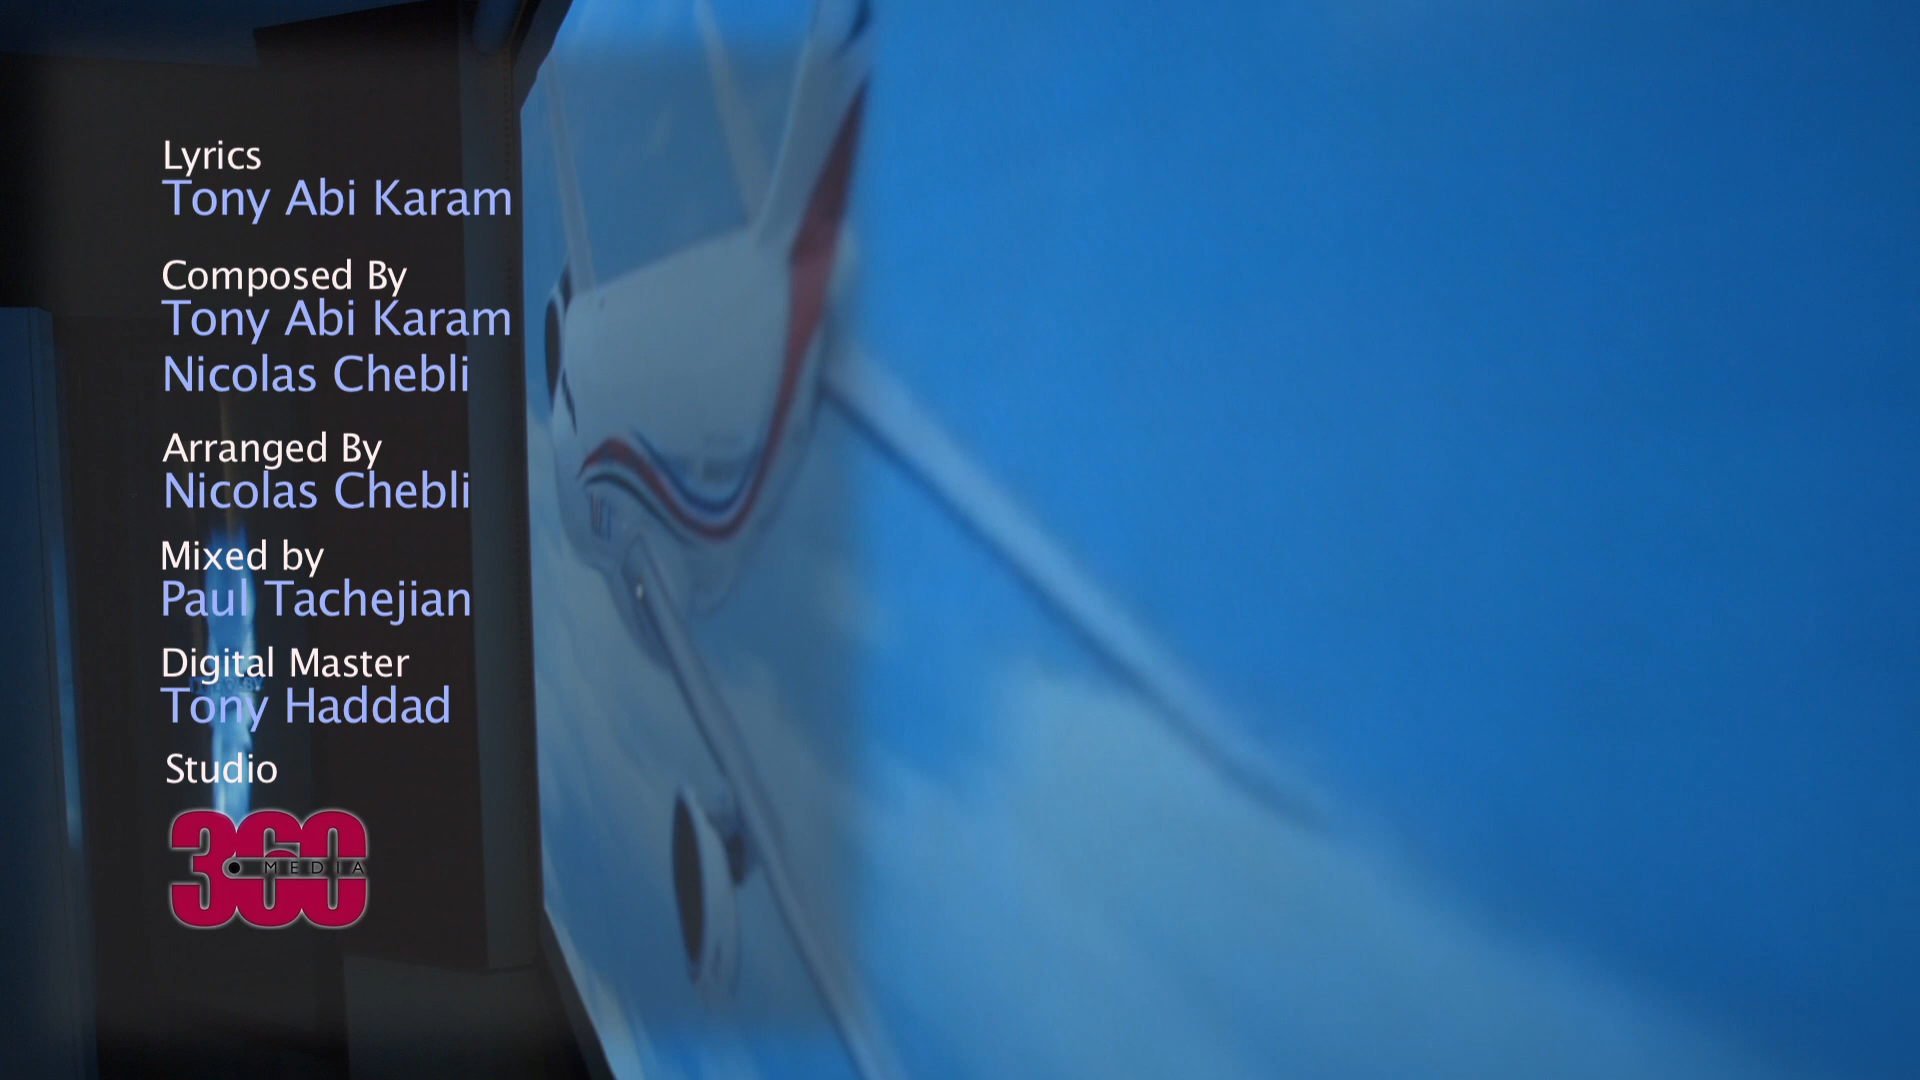 Lyrics
Tony Abi Karam
Composed By
Tony Abi Karam
Nicolas Chebli
Arranged By
Nicolas Chebli
Mixed by
Paul Tachejian
Digital Master
Tony Haddad
Studio
360
MEDIA